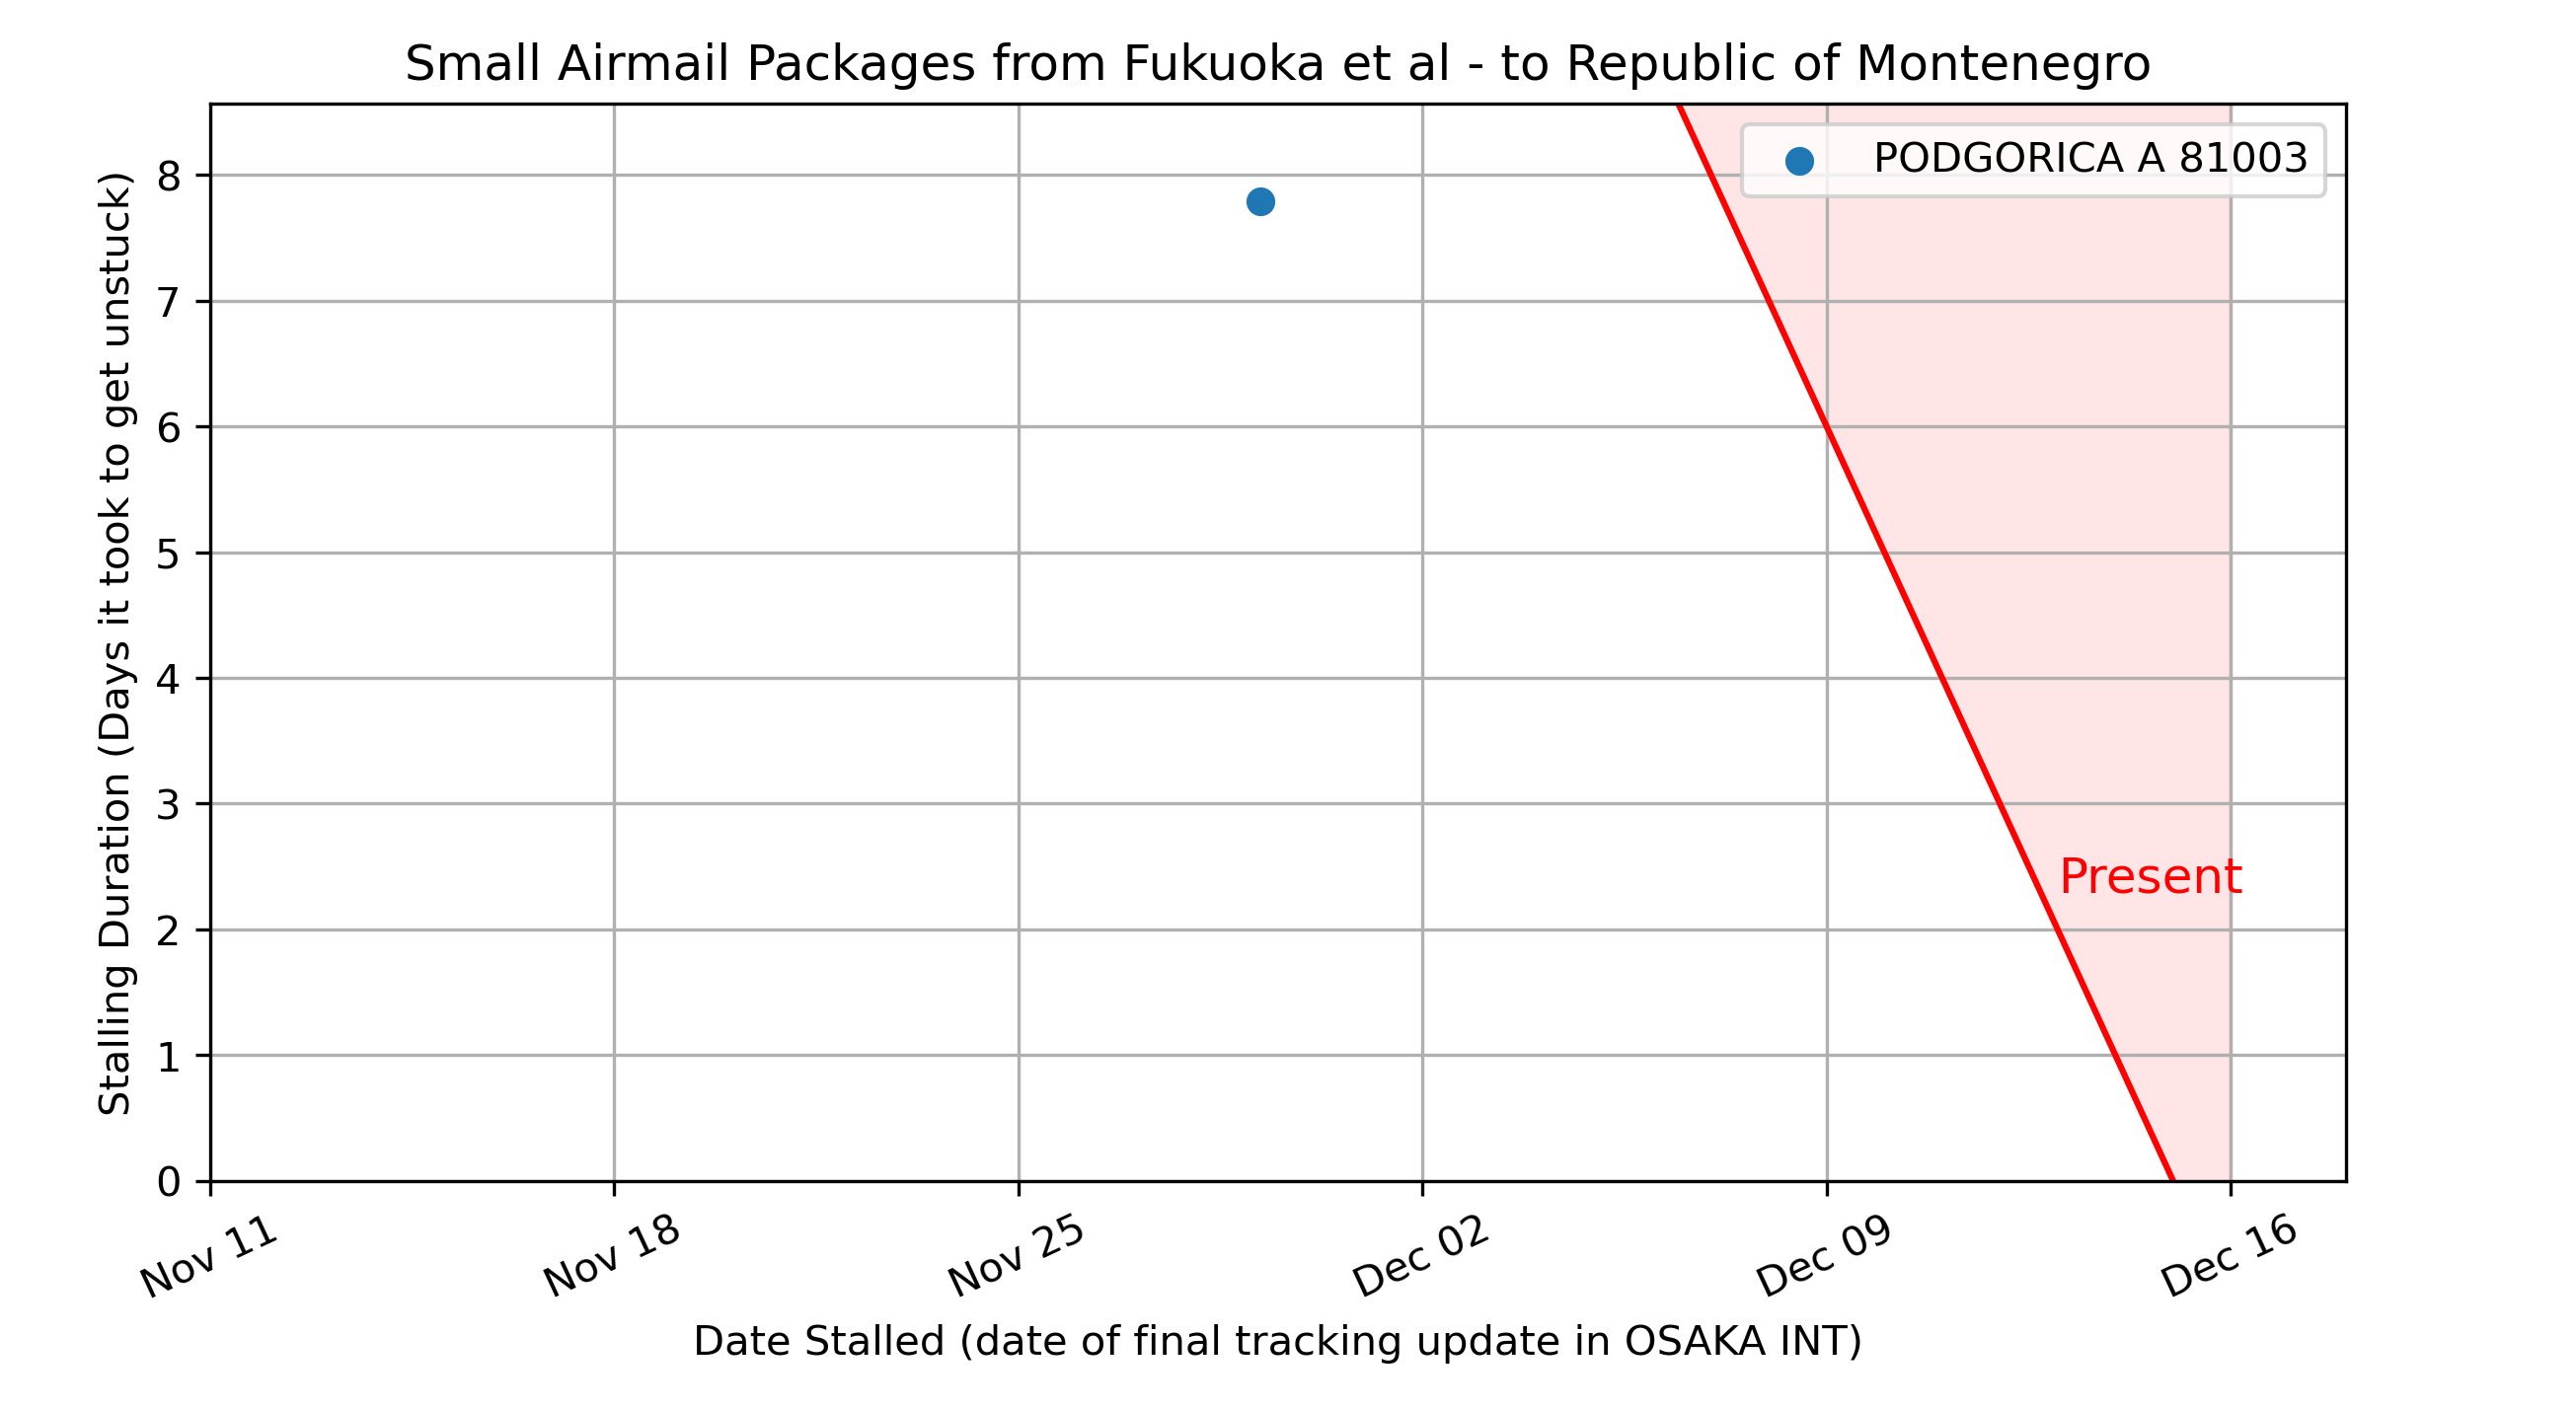 Small Airmail Packages from Fukuoka et al - to Republic of Montenegro
PODGORICA A 81003
Stalling Duration (Days it took to get unstuck)
8
7
6
5
4
3
2
1
0
Present
Nov 11
Nov 18
Nov 25
Dec 02
Dec 09
Dec 16
Date Stalled (date of final tracking update in OSAKA INT)